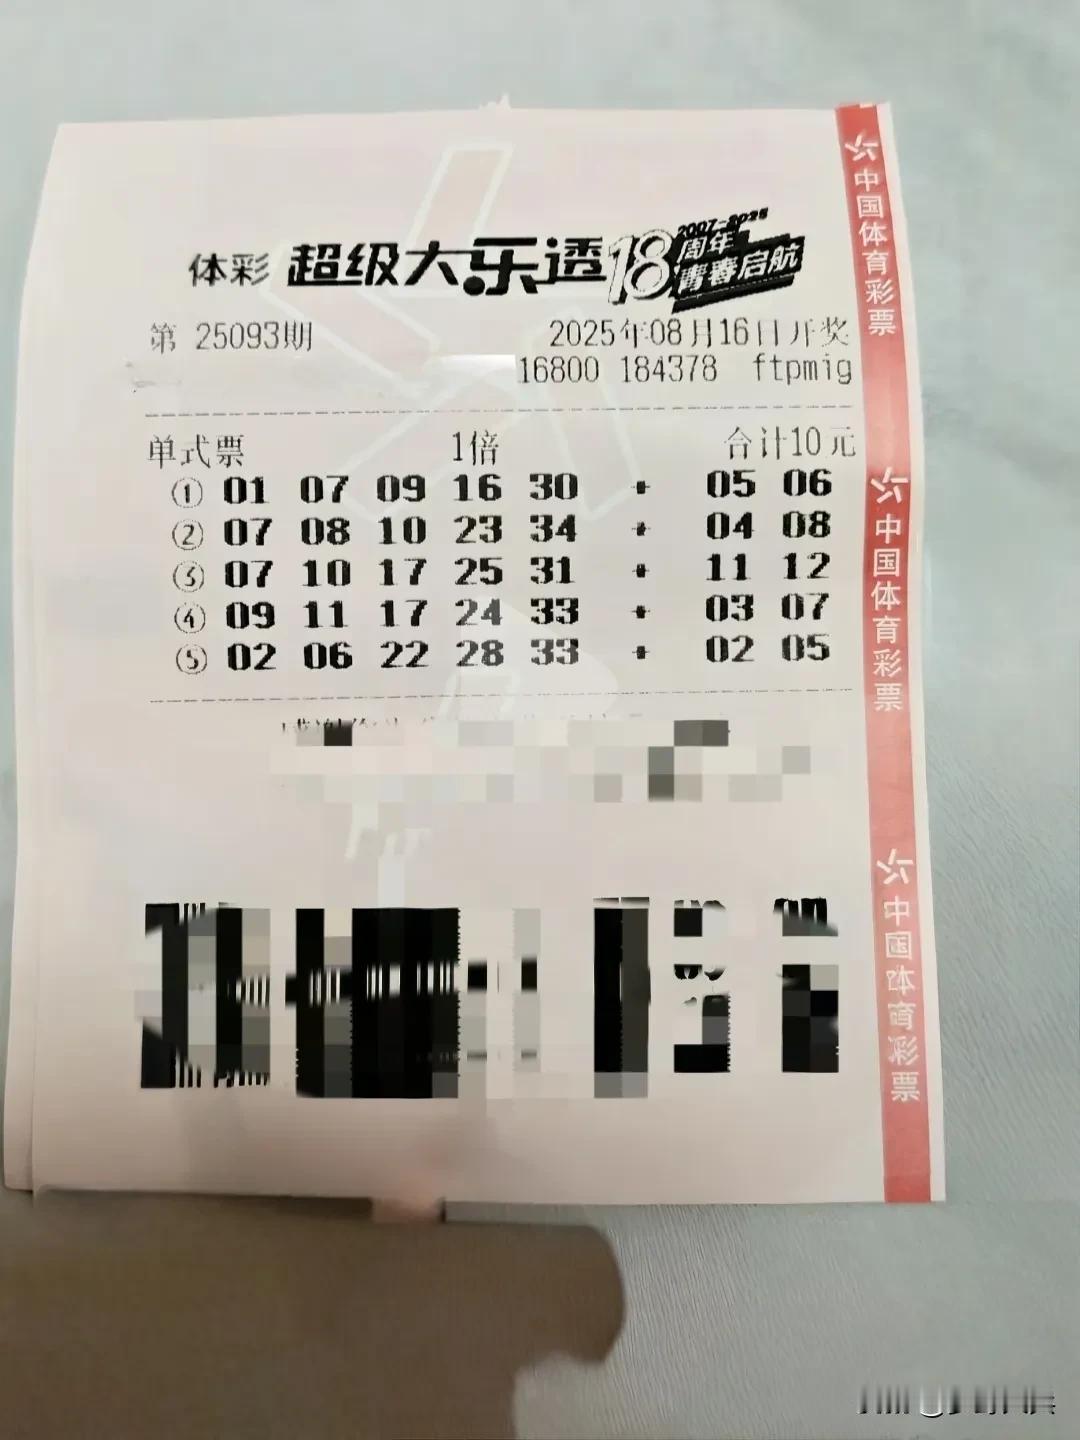 体彩 超级大乐透 18周年 2007-2025 青春启航
第 25093期 2025年08月16日开奖
16800 184378 ftpmig
单式票 1倍 合计10元
① 01 07 09 16 30 + 05 06
② 07 08 10 23 34 + 04 08
③ 07 10 17 25 31 + 11 12
④ 09 11 17 24 33 + 03 07
⑤ 02 06 22 28 33 + 02 05
中国体育彩票
中国体育彩票
中国体育彩票